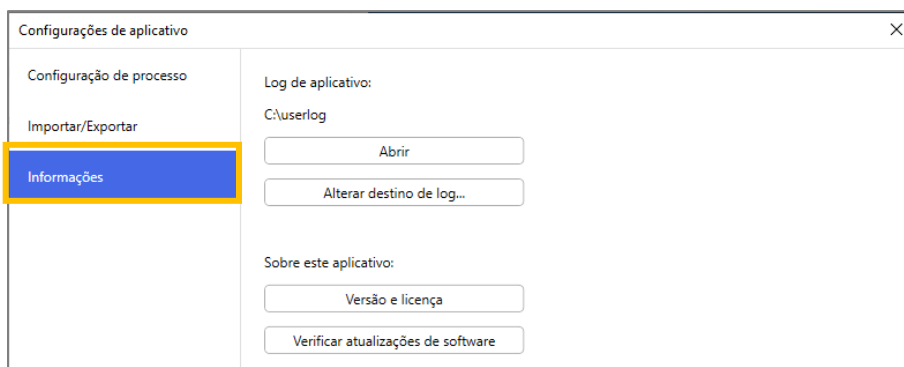 Configurações de aplicativo
Configuração de processo
Importar/Exportar
Informações
Log de aplicativo:
C:\userlog
Abrir
Alterar destino de log...
Sobre este aplicativo:
Versão e licença
Verificar atualizações de software